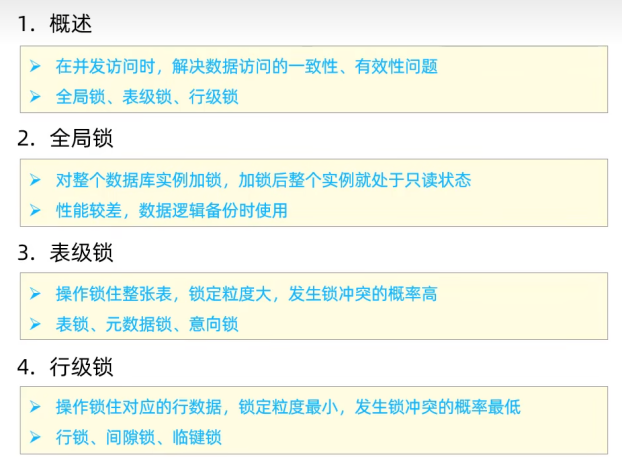 1. 概述
➢ 在并发访问时，解决数据访问的一致性、有效性问题
➢ 全局锁、表级锁、行级锁
2. 全局锁
➢ 对整个数据库实例加锁，加锁后整个实例就处于只读状态
➢ 性能较差，数据逻辑备份时使用
3. 表级锁
➢ 操作锁住整张表，锁定粒度大，发生锁冲突的概率高
➢ 表锁、元数据锁、意向锁
4. 行级锁
➢ 操作锁住对应的行数据，锁定粒度最小，发生锁冲突的概率最低
➢ 行锁、间隙锁、临键锁